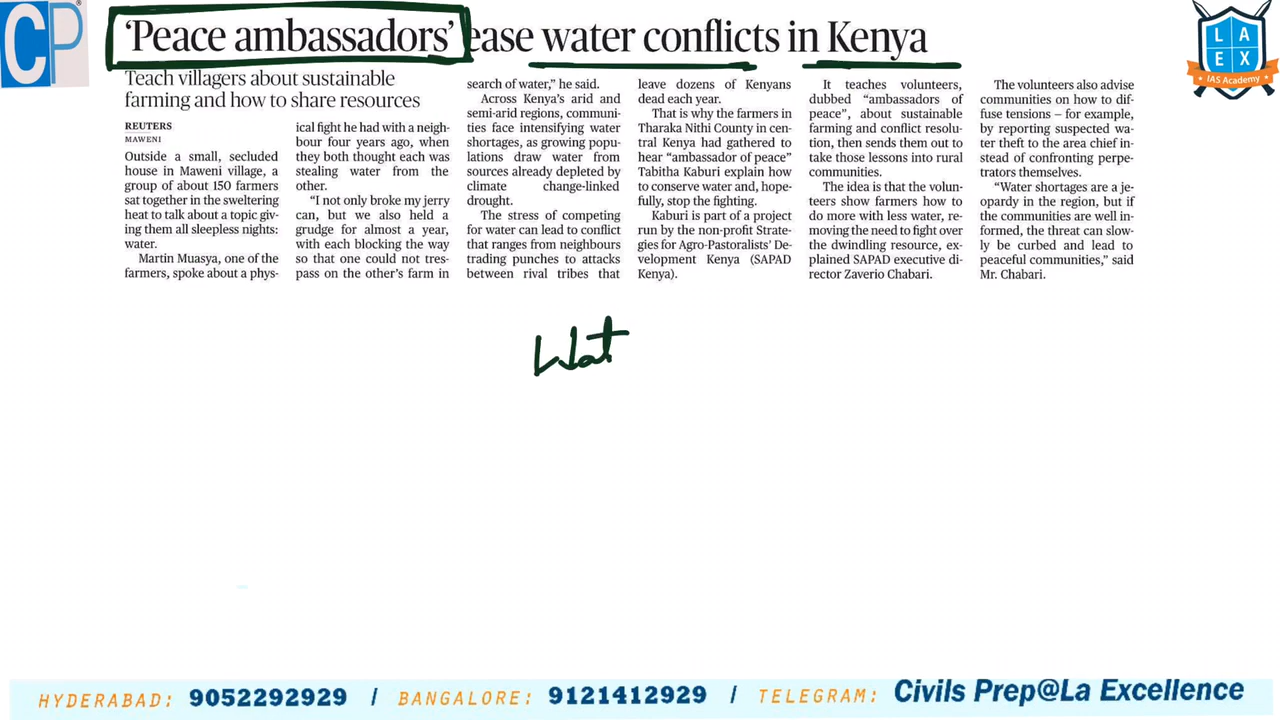 CP
®
L A
E X
IAS Academy
‘Peace ambassadors’ ease water conflicts in Kenya
Teach villagers about sustainable
farming and how to share resources
REUTERS
MAWENI
Outside a small, secluded
house in Maweni village, a
group of about 150 farmers
sat together in the sweltering
heat to talk about a topic giv-
ing them all sleepless nights:
water.
Martin Muasya, one of the
farmers, spoke about a phys-
ical fight he had with a neigh-
bour four years ago, when
they both thought each was
stealing water from the
other.
“I not only broke my jerry
can, but we also held a
grudge for almost a year,
with each blocking the way
so that one could not tres-
pass on the other’s farm in
search of water,” he said.
Across Kenya’s arid and
semi-arid regions, communi-
ties face intensifying water
shortages, as growing popu-
lations draw water from
sources already depleted by
climate change-linked
drought.
The stress of competing
for water can lead to conflict
that ranges from neighbours
trading punches to attacks
between rival tribes that
leave dozens of Kenyans
dead each year.
That is why the farmers in
Tharaka Nithi County in cen-
tral Kenya had gathered to
hear “ambassador of peace”
Tabitha Kaburi explain how
to conserve water and, hope-
fully, stop the fighting.
Kaburi is part of a project
run by the non-profit Strate-
gies for Agro-Pastoralists’ De-
velopment Kenya (SAPAD
Kenya).
It teaches volunteers,
dubbed “ambassadors of
peace”, about sustainable
farming and conflict resolu-
tion, then sends them out to
take those lessons into rural
communities.
The idea is that the volun-
teers show farmers how to
do more with less water, re-
moving the need to fight over
the dwindling resource, ex-
plained SAPAD executive di-
rector Zaverio Chabari.
The volunteers also advise
communities on how to dif-
fuse tensions – for example,
by reporting suspected wa-
ter theft to the area chief in-
stead of confronting perpe-
trators themselves.
“Water shortages are a je-
opardy in the region, but if
the communities are well in-
formed, the threat can slow-
ly be curbed and lead to
peaceful communities,” said
Mr. Chabari.
Wat
HYDERABAD: 9052292929 / BANGALORE: 9121412929 / TELEGRAM: Civils Prep@La Excellence